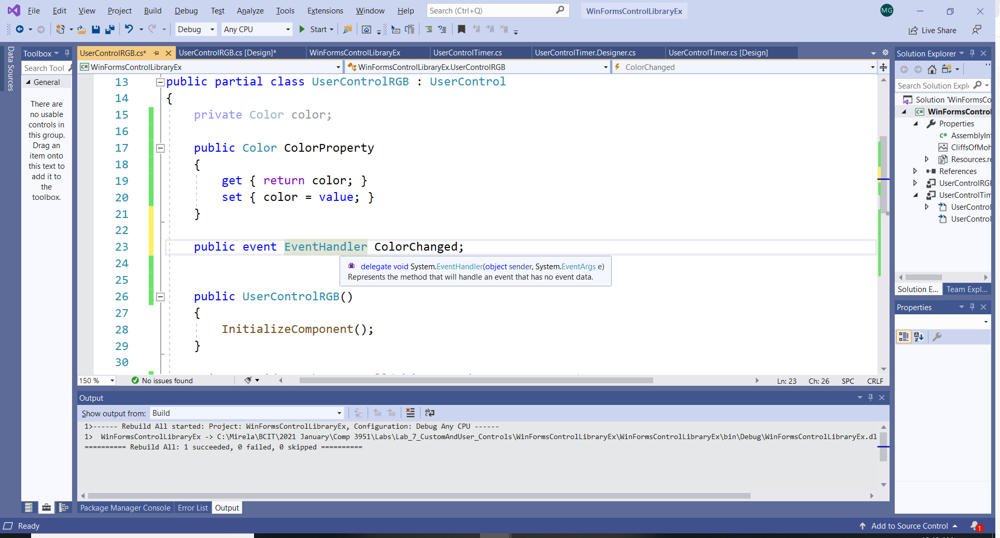 File Edit View Project Build Debug Test Analyze Tools Extensions Window Help Search (Ctrl+Q) WinFormsControlLibraryEx MG
Debug Any CPU Start Live Share
Data Sources
Toolbox
Search Tool
General
There are
no usable
controls in
this group.
Drag an
item onto
this text to
add it to
the
toolbox.
UserControlRGB.cs* UserControlRGB.cs [Design]* WinFormsControlLibraryEx UserControlTimer.cs UserControlTimer.Designer.cs UserControlTimer.cs [Design]
WinFormsControlLibraryEx WinFormsControlLibraryEx.UserControlRGB ColorChanged
13 public partial class UserControlRGB : UserControl
14 {
15 private Color color;
16
17 public Color ColorProperty
18 {
19 get { return color; }
20 set { color = value; }
21 }
22
23 public event EventHandler ColorChanged;
delegate void System.EventHandler(object sender, System.EventArgs e)
Represents the method that will handle an event that has no event data.
24
25
26 public UserControlRGB()
27 {
28 InitializeComponent();
29 }
30
150 % No issues found Ln: 23 Ch: 26 SPC CRLF
Output
Show output from: Build
1>------ Rebuild All started: Project: WinFormsControlLibraryEx, Configuration: Debug Any CPU ------
1> WinFormsControlLibraryEx -> C:\Mirela\BCIT\2021 January\Comp 3951\Labs\Lab_7_CustomAndUser_Controls\WinFormsControlLibraryEx\WinFormsControlLibraryEx\bin\Debug\WinFormsControlLibraryEx.dl
========== Rebuild All: 1 succeeded, 0 failed, 0 skipped ==========
Package Manager Console Error List Output
Solution Explorer
Search Solution Expl
Solution 'WinFormsCo
WinFormsControl
Properties
AssemblyIn
CliffsOfMoh
Resources.re
References
UserControlRGB
UserControlTim
UserControl
UserControl
Solution E... Team Expl...
Properties
Ready Add to Source Control 1